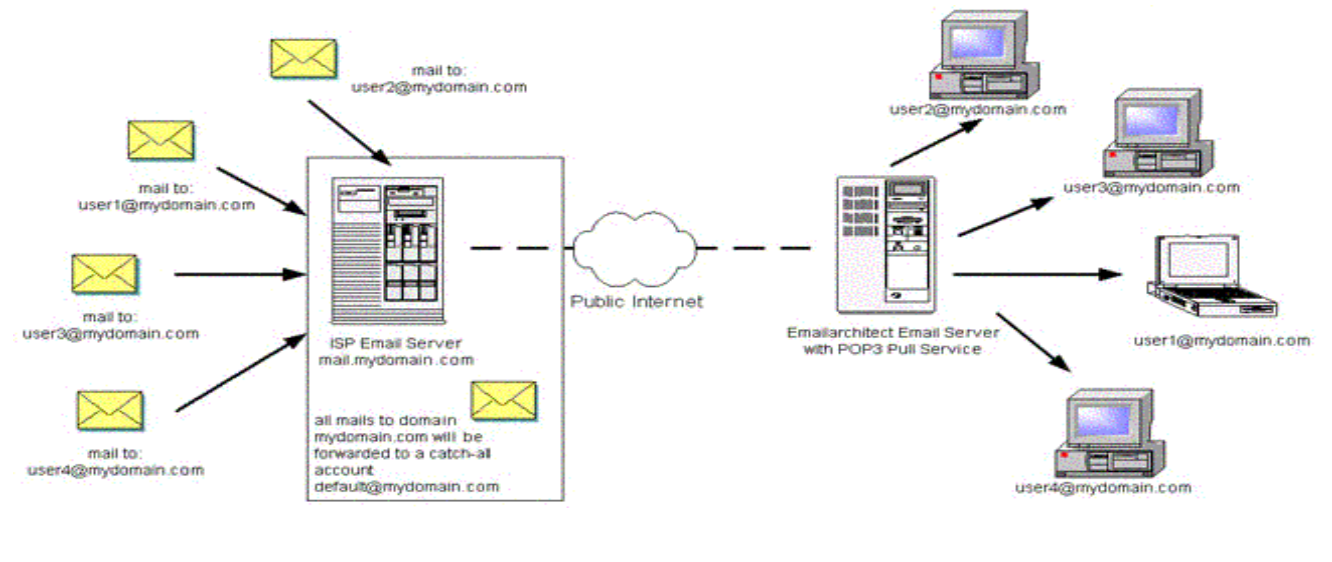 mail to:
user2@mydomain.com
mail to:
user1@mydomain.com
mail to:
user3@mydomain.com
mail to:
user4@mydomain.com
ISP Email Server
mail.mydomain.com
all mails to domain
mydomain.com will be
forwarded to a catch-all
account
default@mydomain.com
Public Internet
Emailarchitect Email Server
with POP3 Pull Service
user2@mydomain.com
user3@mydomain.com
user1@mydomain.com
user4@mydomain.com